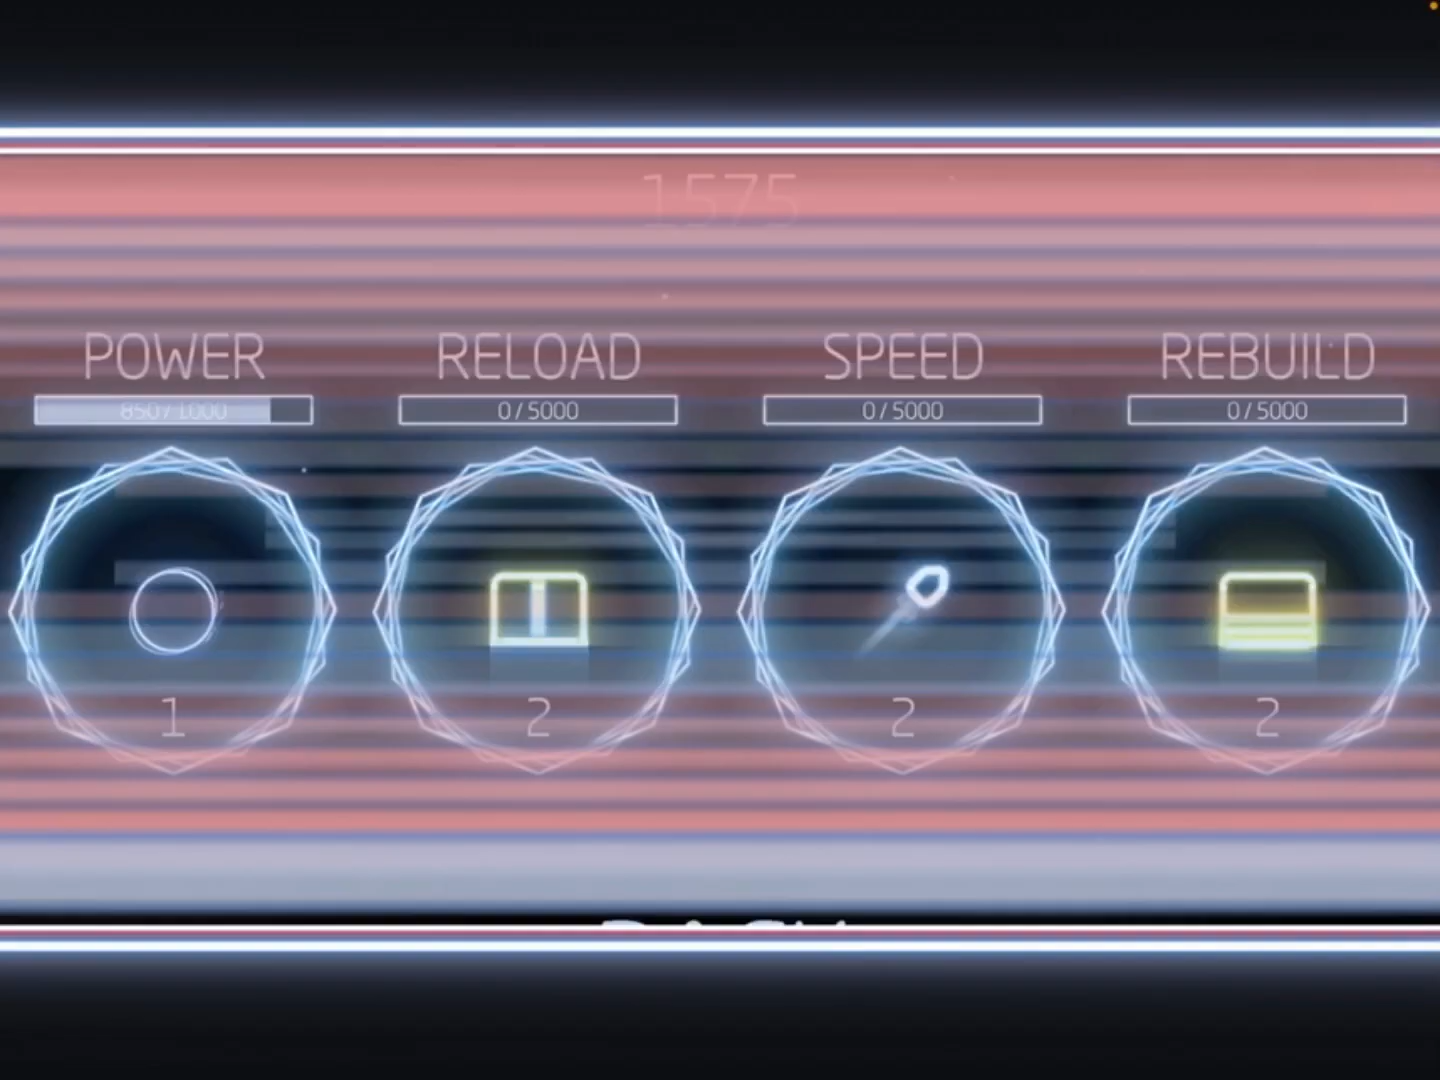 1575
POWER RELOAD SPEED REBUILD
850 / 1000 0 / 5000 0 / 5000 0 / 5000
1 2 2 2